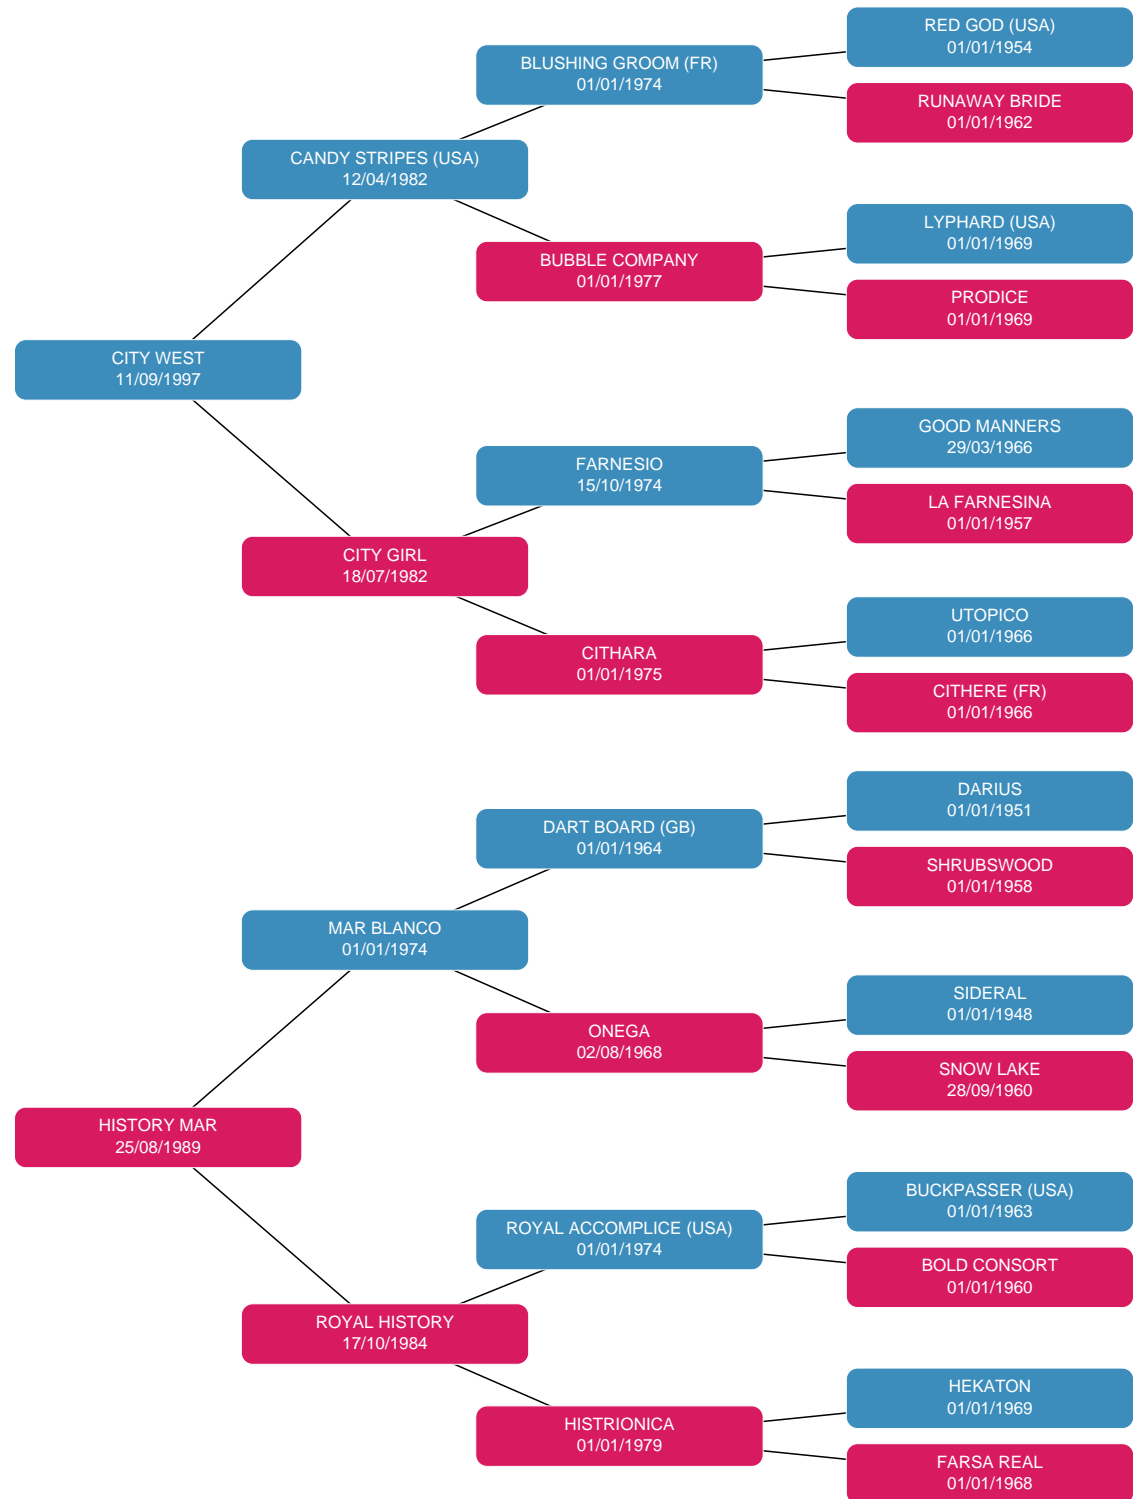 RED GOD (USA)
01/01/1954
BLUSHING GROOM (FR)
01/01/1974
RUNAWAY BRIDE
01/01/1962
CANDY STRIPES (USA)
12/04/1982
LYPHARD (USA)
01/01/1969
BUBBLE COMPANY
01/01/1977
PRODICE
01/01/1969
CITY WEST
11/09/1997
GOOD MANNERS
29/03/1966
FARNESIO
15/10/1974
LA FARNESINA
01/01/1957
CITY GIRL
18/07/1982
UTOPICO
01/01/1966
CITHARA
01/01/1975
CITHERE (FR)
01/01/1966
DARIUS
01/01/1951
DART BOARD (GB)
01/01/1964
SHRUBSWOOD
01/01/1958
MAR BLANCO
01/01/1974
SIDERAL
01/01/1948
ONEGA
02/08/1968
SNOW LAKE
28/09/1960
HISTORY MAR
25/08/1989
BUCKPASSER (USA)
01/01/1963
ROYAL ACCOMPLICE (USA)
01/01/1974
BOLD CONSORT
01/01/1960
ROYAL HISTORY
17/10/1984
HEKATON
01/01/1969
HISTRIONICA
01/01/1979
FARSA REAL
01/01/1968